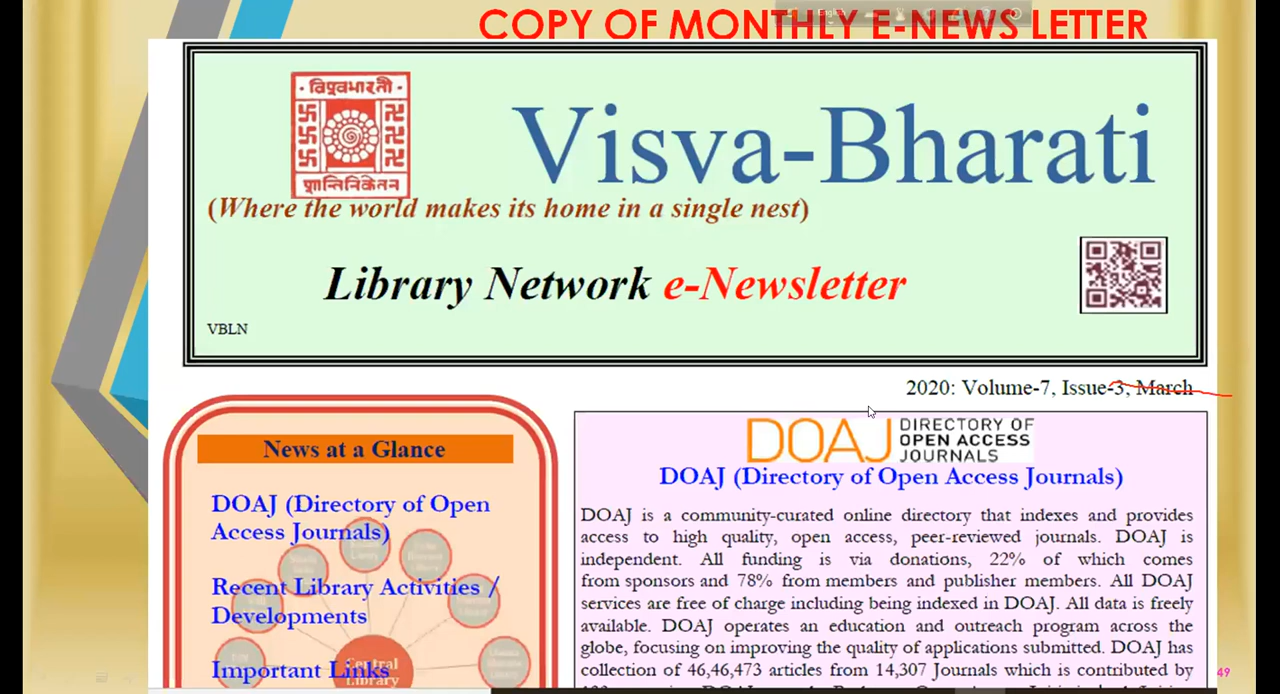 COPY OF MONTHLY E-NEWS LETTER
English
विश्वभारती
Visva-Bharati
शान्तिनिकेतन
(Where the world makes its home in a single nest)
Library Network e-Newsletter
VBLN
2020: Volume-7, Issue-3, March
News at a Glance
DOAJ (Directory of Open
Access Journals)
Recent Library Activities /
Developments
Important Links
Central
Library
DOAJ DIRECTORY OF
OPEN ACCESS
JOURNALS
DOAJ (Directory of Open Access Journals)
DOAJ is a community-curated online directory that indexes and provides
access to high quality, open access, peer-reviewed journals. DOAJ is
independent. All funding is via donations, 22% of which comes
from sponsors and 78% from members and publisher members. All DOAJ
services are free of charge including being indexed in DOAJ. All data is freely
available. DOAJ operates an education and outreach program across the
globe, focusing on improving the quality of applications submitted. DOAJ has
collection of 46,46,473 articles from 14,307 Journals which is contributed by
49